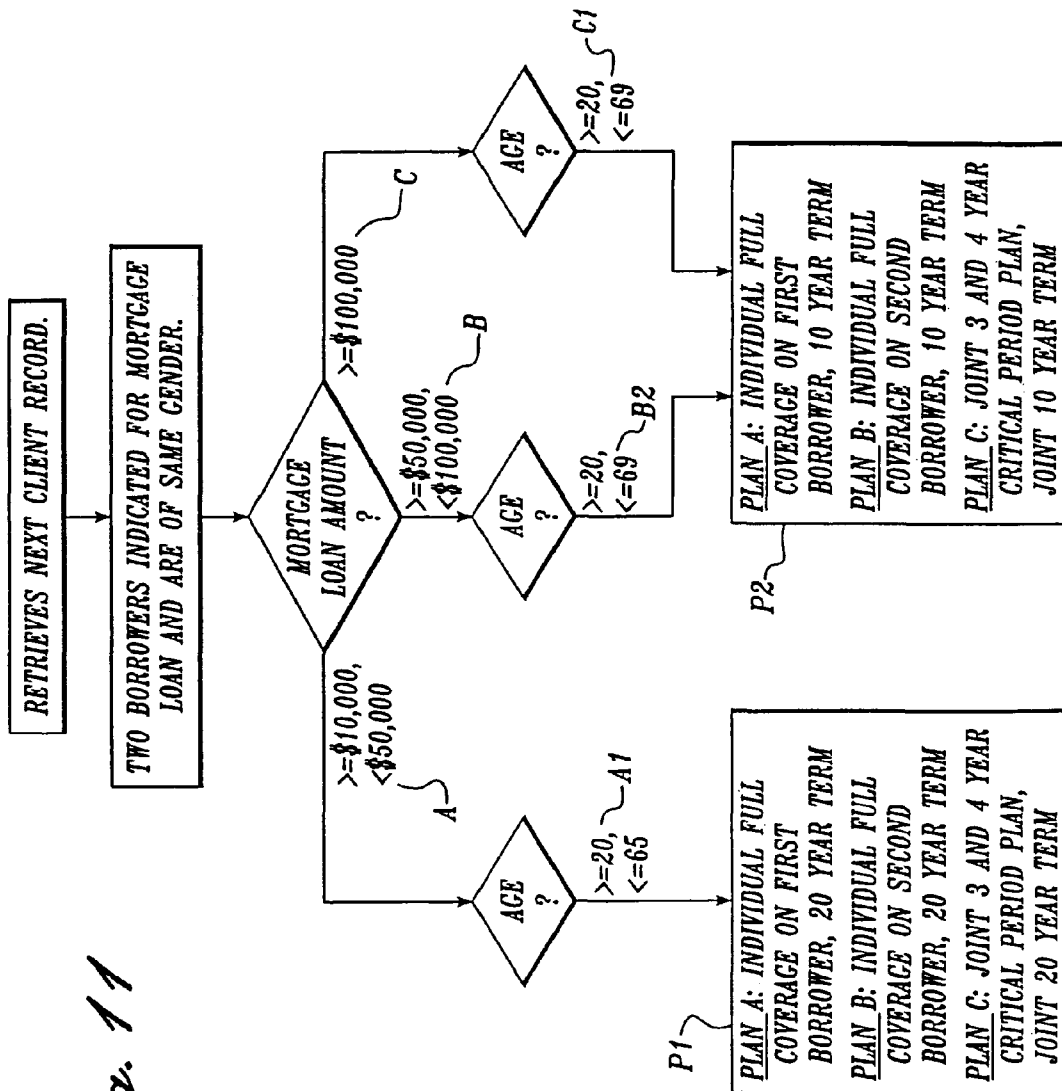 RETRIEVES NEXT CLIENT RECORD.
TWO BORROWERS INDICATED FOR MORTGAGE
LOAN AND ARE OF SAME GENDER.
MORTGAGE
LOAN AMOUNT
?
>=$10,000,
<$50,000
A
>=$50,000,
<$100,000
B
>=$100,000
C
AGE
?
>=20,
<=65
A1
AGE
?
>=20,
<=69
B2
AGE
?
>=20,
<=69
C1
P1
PLAN A: INDIVIDUAL FULL
COVERAGE ON FIRST
BORROWER, 20 YEAR TERM
PLAN B: INDIVIDUAL FULL
COVERAGE ON SECOND
BORROWER, 20 YEAR TERM
PLAN C: JOINT 3 AND 4 YEAR
CRITICAL PERIOD PLAN,
JOINT 20 YEAR TERM
P2
PLAN A: INDIVIDUAL FULL
COVERAGE ON FIRST
BORROWER, 10 YEAR TERM
PLAN B: INDIVIDUAL FULL
COVERAGE ON SECOND
BORROWER, 10 YEAR TERM
PLAN C: JOINT 3 AND 4 YEAR
CRITICAL PERIOD PLAN,
JOINT 10 YEAR TERM
11